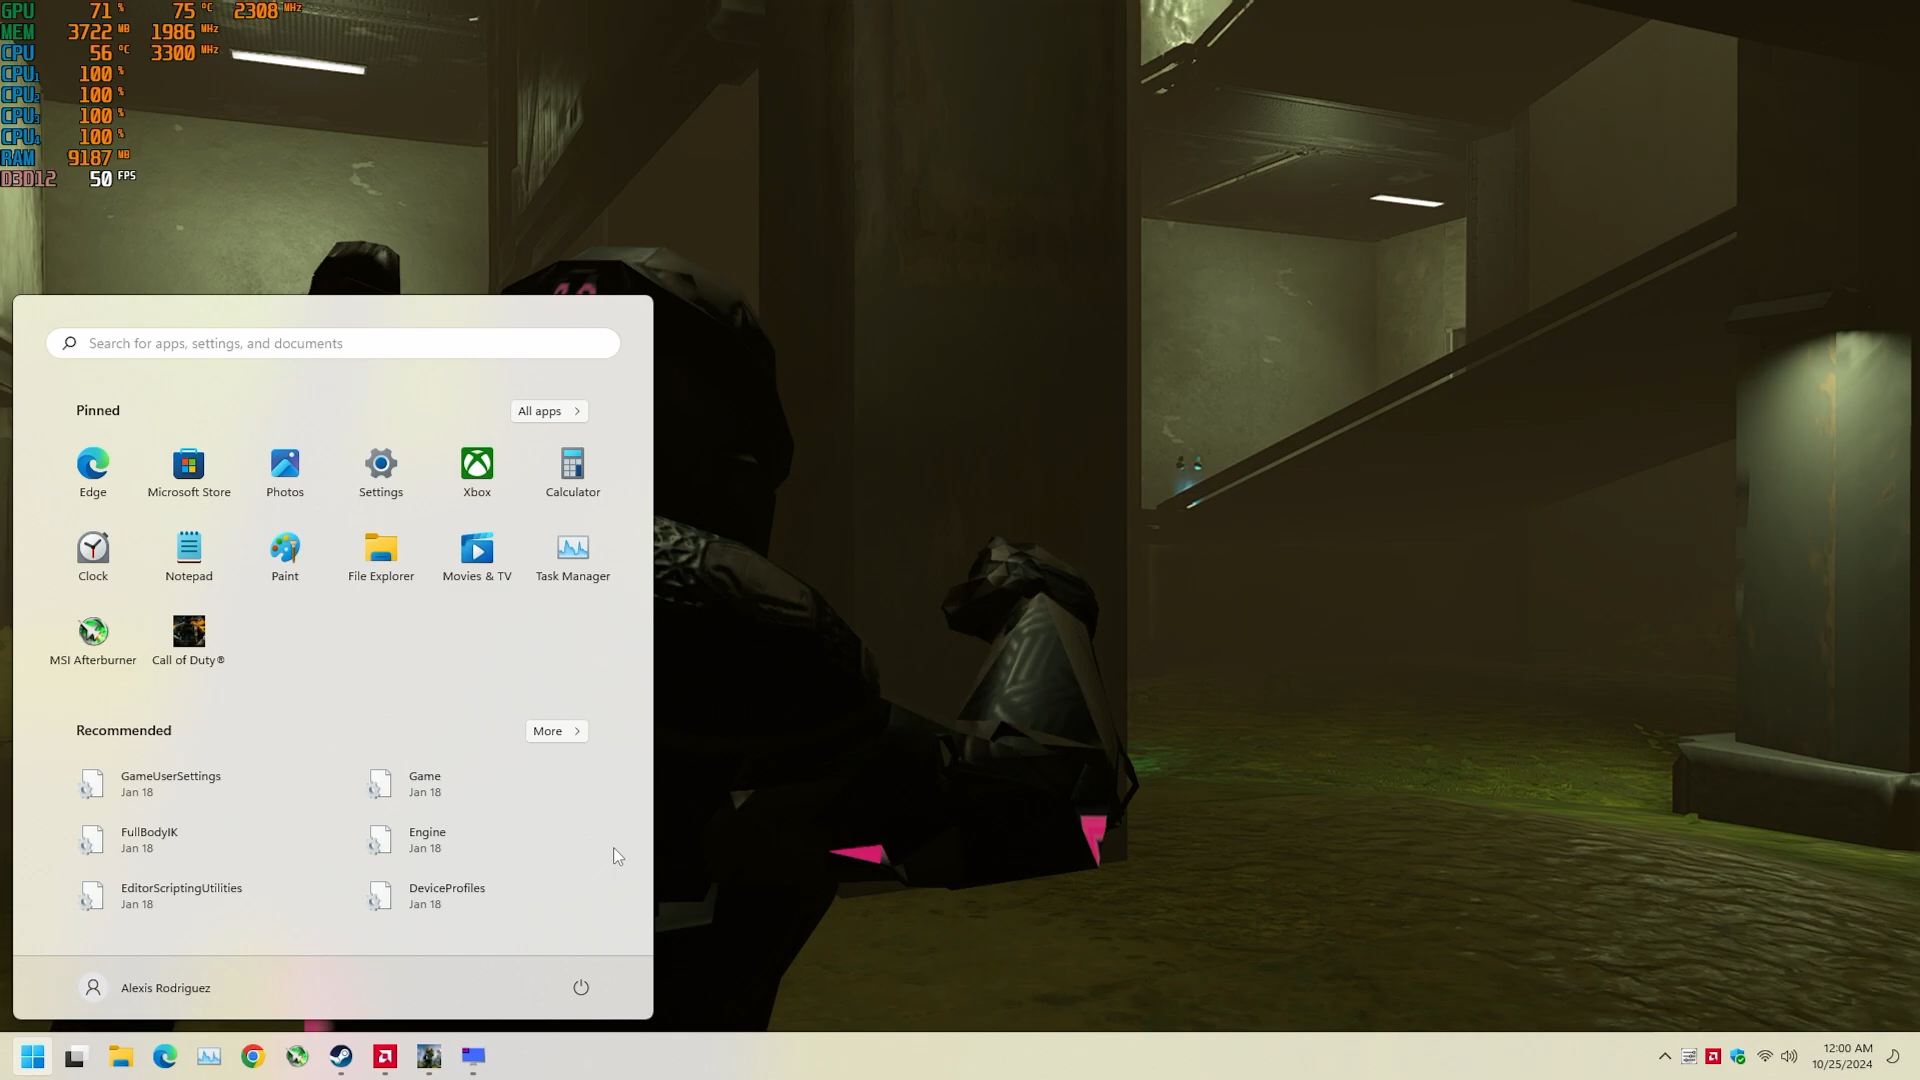 GPU 71 % 75 °C 2308 MHz
MEM 3722 MB 1986 MHz
CPU 56 °C 3300 MHz
CPU1 100 %
CPU2 100 %
CPU3 100 %
CPU4 100 %
RAM 9187 MB
D3D12 50 FPS
Search for apps, settings, and documents
Pinned
All apps
Edge
Microsoft Store
Photos
Settings
Xbox
Calculator
Clock
Notepad
Paint
File Explorer
Movies & TV
Task Manager
MSI Afterburner
Call of Duty®
Recommended
More
GameUserSettings
Jan 18
Game
Jan 18
FullBodyIK
Jan 18
Engine
Jan 18
EditorScriptingUtilities
Jan 18
DeviceProfiles
Jan 18
Alexis Rodriguez
12:00 AM
10/25/2024